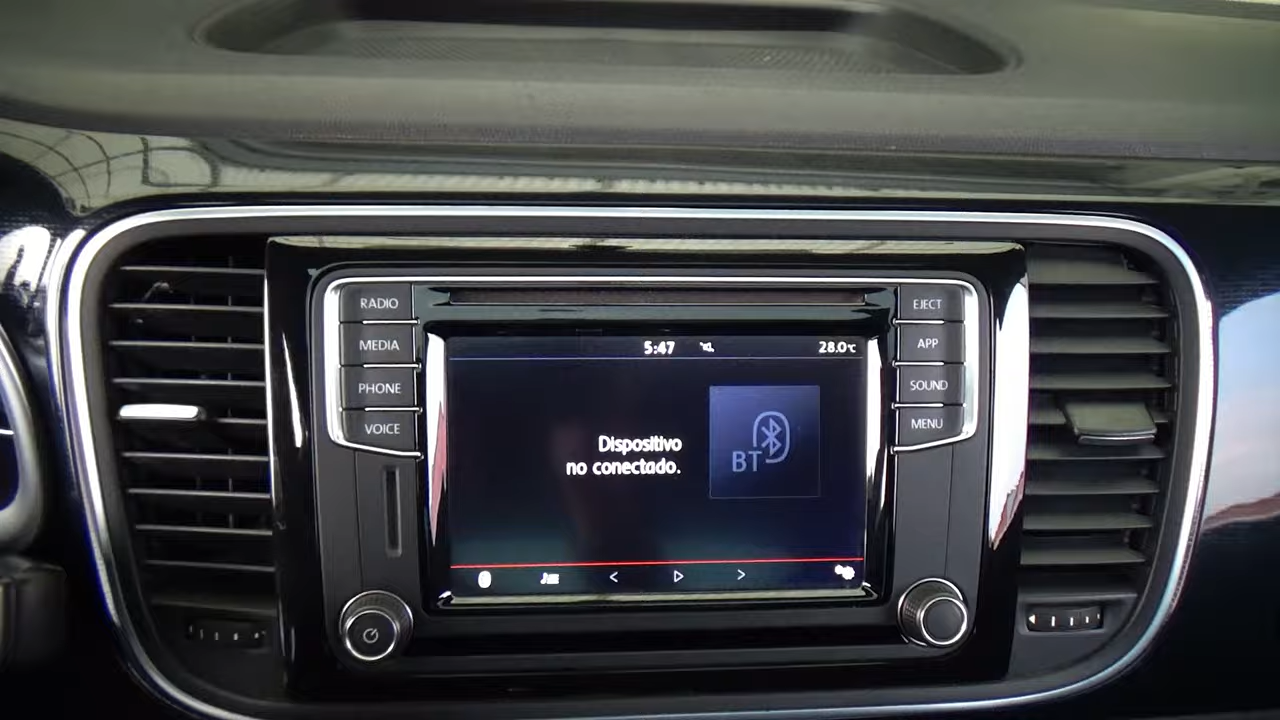 RADIO
MEDIA
PHONE
VOICE
EJECT
APP
SOUND
MENU
5:47
28.0℃
Dispositivo
no conectado.
BT